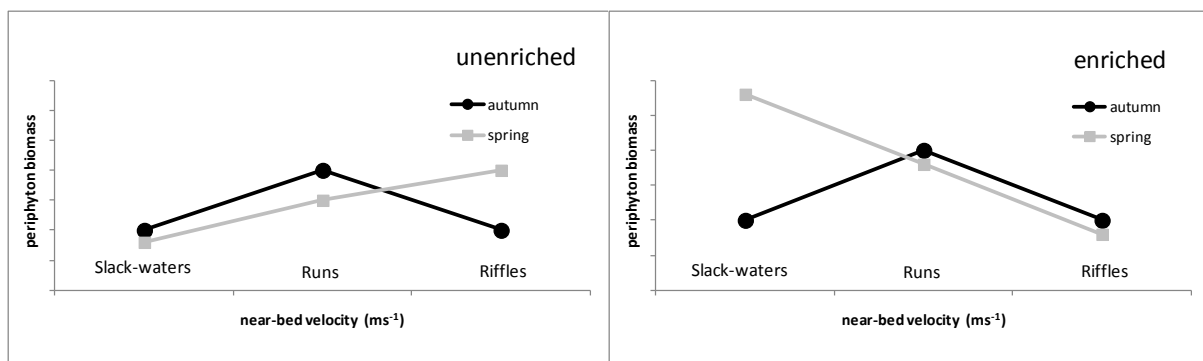 unenriched
autumn
spring
periphyton biomass
Slack-waters Runs Riffles
near-bed velocity (ms⁻¹)
enriched
autumn
spring
periphyton biomass
Slack-waters Runs Riffles
near-bed velocity (ms⁻¹)